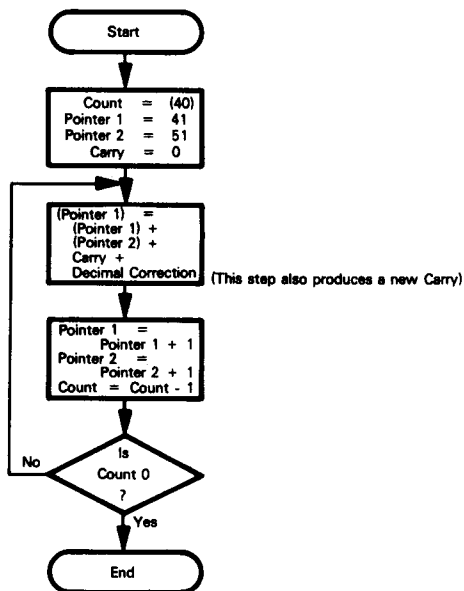 Start
Count = (40)
Pointer 1 = 41
Pointer 2 = 51
Carry = 0
(Pointer 1) =
(Pointer 1) +
(Pointer 2) +
Carry +
Decimal Correction
(This step also produces a new Carry)
Pointer 1 =
Pointer 1 + 1
Pointer 2 =
Pointer 2 + 1
Count = Count - 1
Is
Count 0
?
No
Yes
End